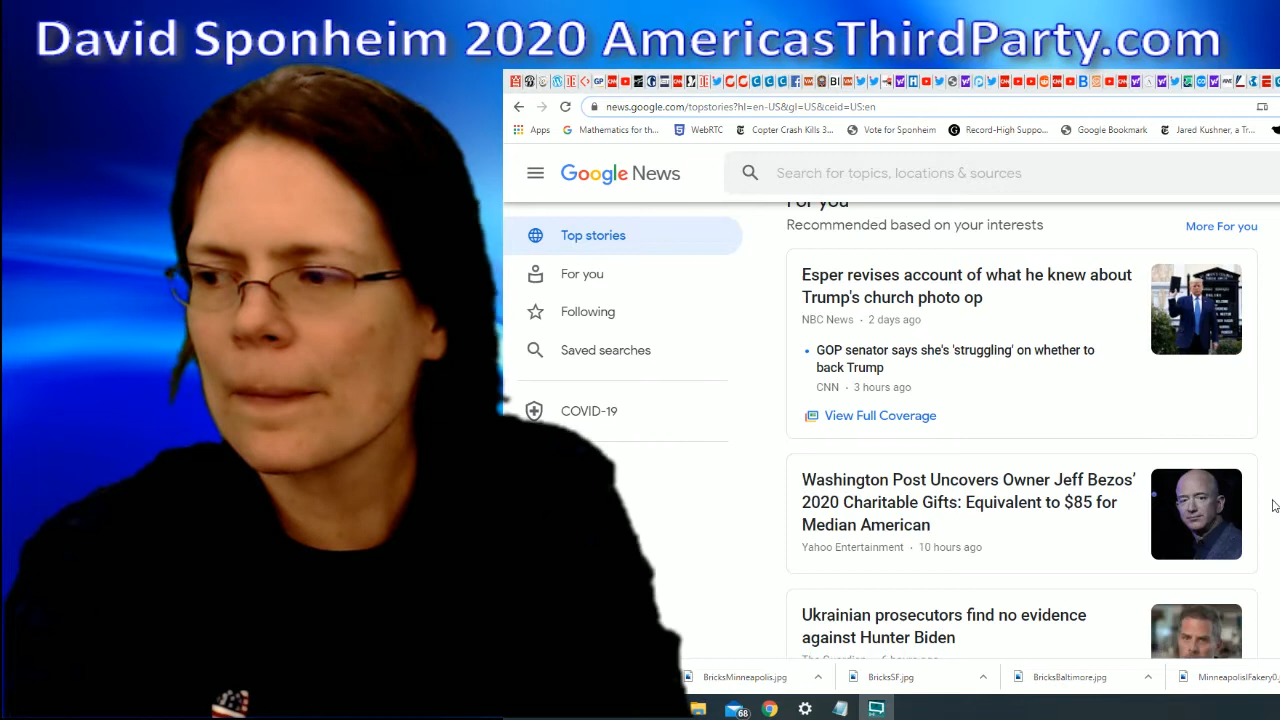 David Sponheim 2020 AmericasThirdParty.com
news.google.com/topstories?hl=en-US&gl=US&ceid=US:en
Apps Mathematics for th... WebRTC Copter Crash Kills 3... Vote for Sponheim Record-High Suppo... Google Bookmark Jared Kushner, a Tr...
Google News Search for topics, locations & sources
For you
Recommended based on your interests More For you
Top stories
For you
Following
Saved searches
COVID-19
Esper revises account of what he knew about
Trump's church photo op
NBC News • 2 days ago
• GOP senator says she's 'struggling' on whether to
back Trump
CNN • 3 hours ago
View Full Coverage
Washington Post Uncovers Owner Jeff Bezos'
2020 Charitable Gifts: Equivalent to $85 for
Median American
Yahoo Entertainment • 10 hours ago
Ukrainian prosecutors find no evidence
against Hunter Biden
BricksMinneapolis.jpg BricksSF.jpg BricksBaltimore.jpg MinneapolisIFakery0.
68